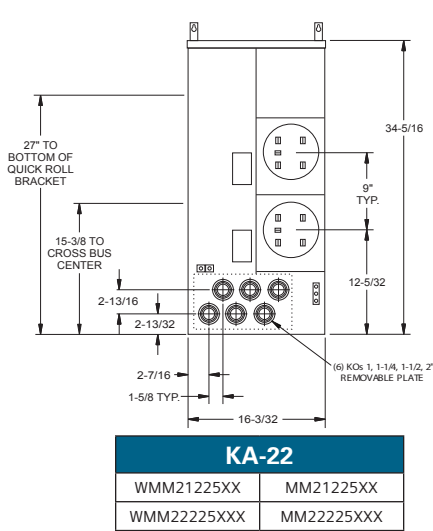 27" TO
BOTTOM OF
QUICK ROLL
BRACKET
34-5/16
9"
TYP.
15-3/8 TO
CROSS BUS
CENTER
12-5/32
2-13/16
2-13/32
2-7/16
(6) KOs 1, 1-1/4, 1-1/2, 2"
REMOVABLE PLATE
1-5/8 TYP.
16-3/32
KA-22
WMM21225XX MM21225XX
WMM22225XXX MM22225XXX